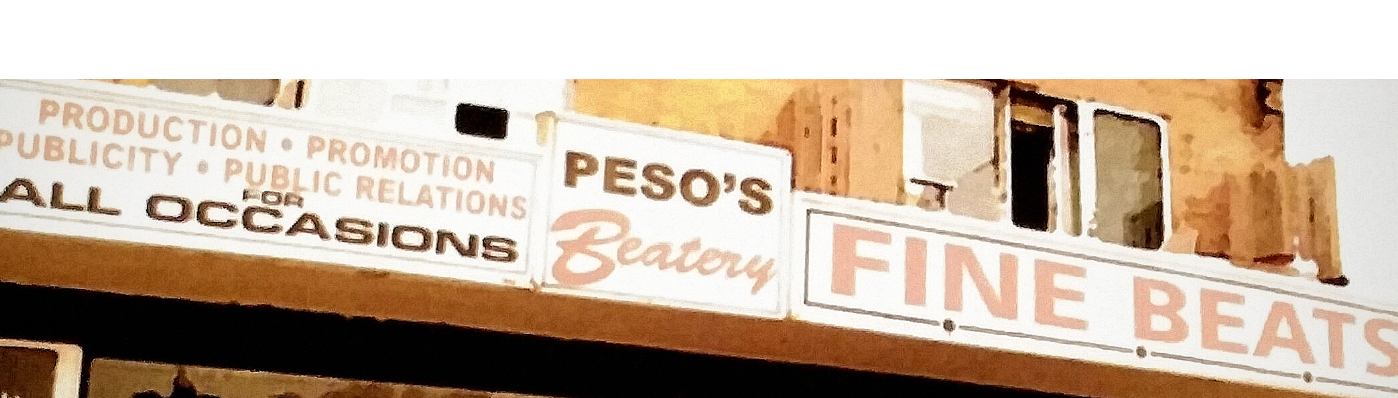 PRODUCTION • PROMOTION
PUBLICITY • PUBLIC RELATIONS
FOR
ALL OCCASIONS
PESO'S
Beatery
FINE BEATS